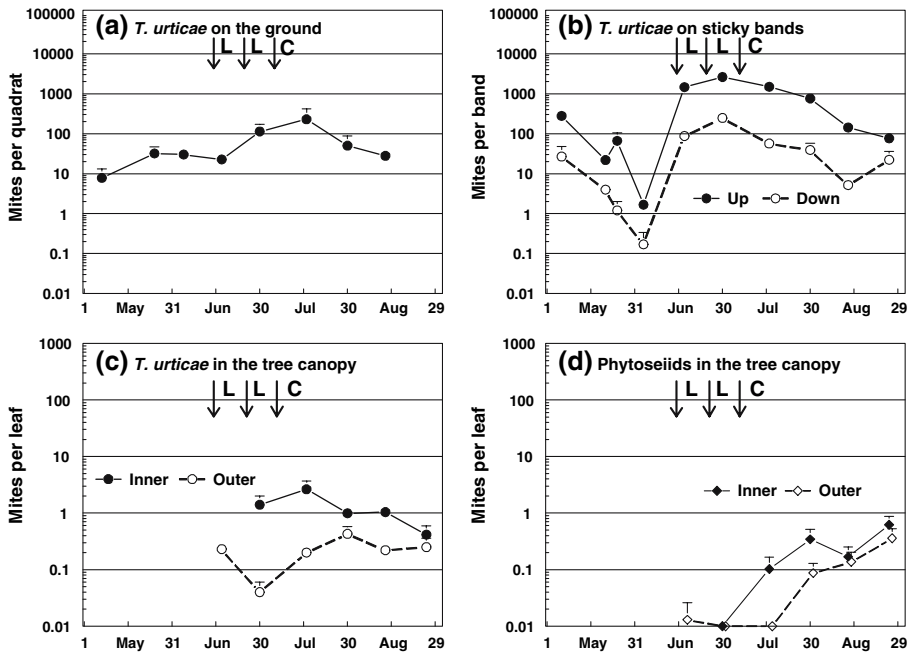 (a) T. urticae on the ground
L L C
Mites per quadrat
100000
10000
1000
100
10
1
0.1
0.01
1 May 31 Jun 30 Jul 30 Aug 29
(b) T. urticae on sticky bands
L L C
Mites per band
100000
10000
1000
100
10
1
0.1
0.01
Up Down
1 May 31 Jun 30 Jul 30 Aug 29
(c) T. urticae in the tree canopy
L L C
Mites per leaf
1000
100
10
1
0.1
0.01
Inner Outer
1 May 31 Jun 30 Jul 30 Aug 29
(d) Phytoseiids in the tree canopy
L L C
Mites per leaf
1000
100
10
1
0.1
0.01
Inner Outer
1 May 31 Jun 30 Jul 30 Aug 29